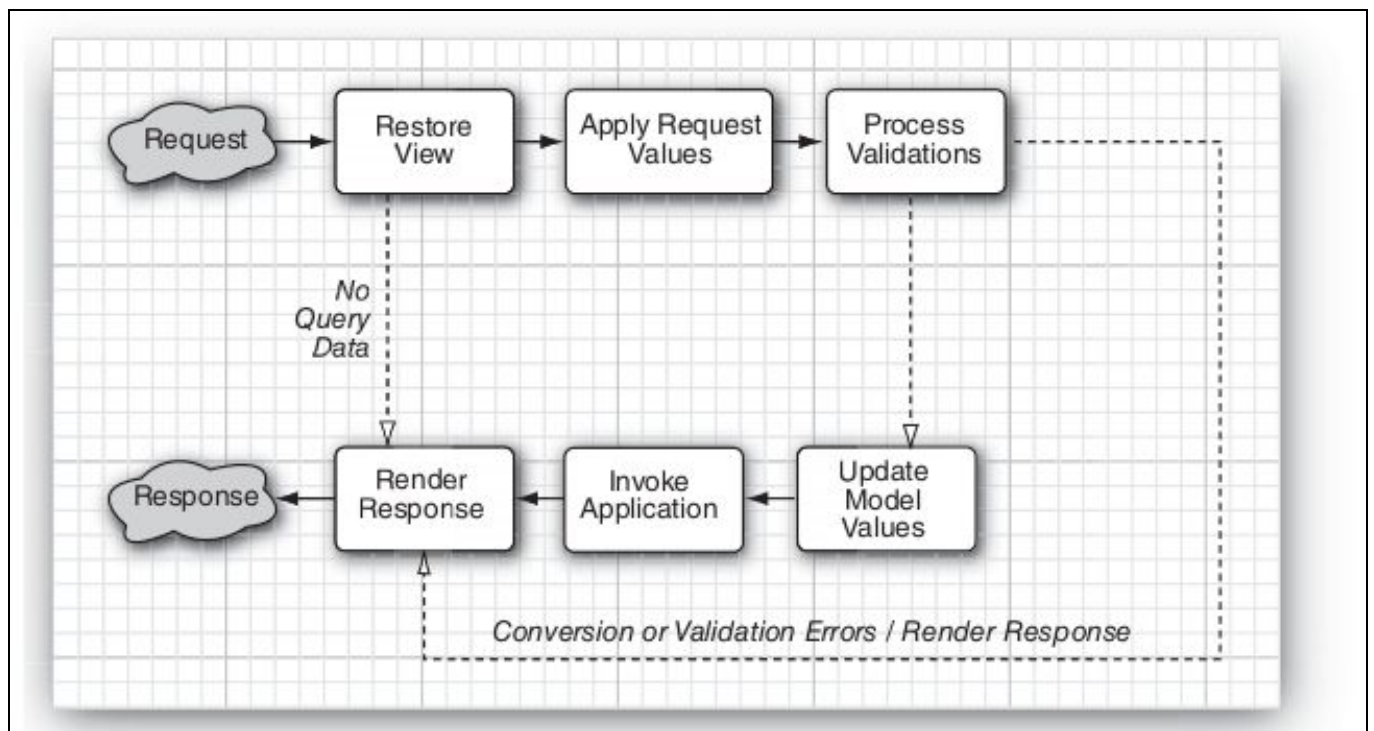 Request
Restore
View
Apply Request
Values
Process
Validations
No
Query
Data
Response
Render
Response
Invoke
Application
Update
Model
Values
Conversion or Validation Errors / Render Response